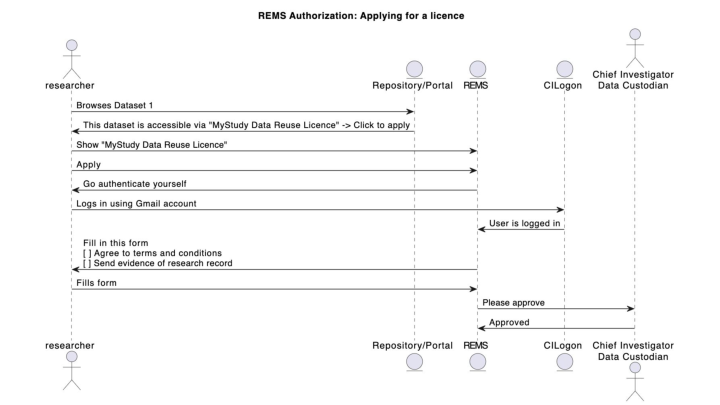 REMS Authorization: Applying for a licence
researcher
Repository/Portal
REMS
CILogon
Chief Investigator
Data Custodian
Browses Dataset 1
This dataset is accessible via "MyStudy Data Reuse Licence" -> Click to apply
Show "MyStudy Data Reuse Licence"
Apply
Go authenticate yourself
Logs in using Gmail account
User is logged in
Fill in this form
[ ] Agree to terms and conditions
[ ] Send evidence of research record
Fills form
Please approve
Approved
researcher
Repository/Portal
REMS
CILogon
Chief Investigator
Data Custodian